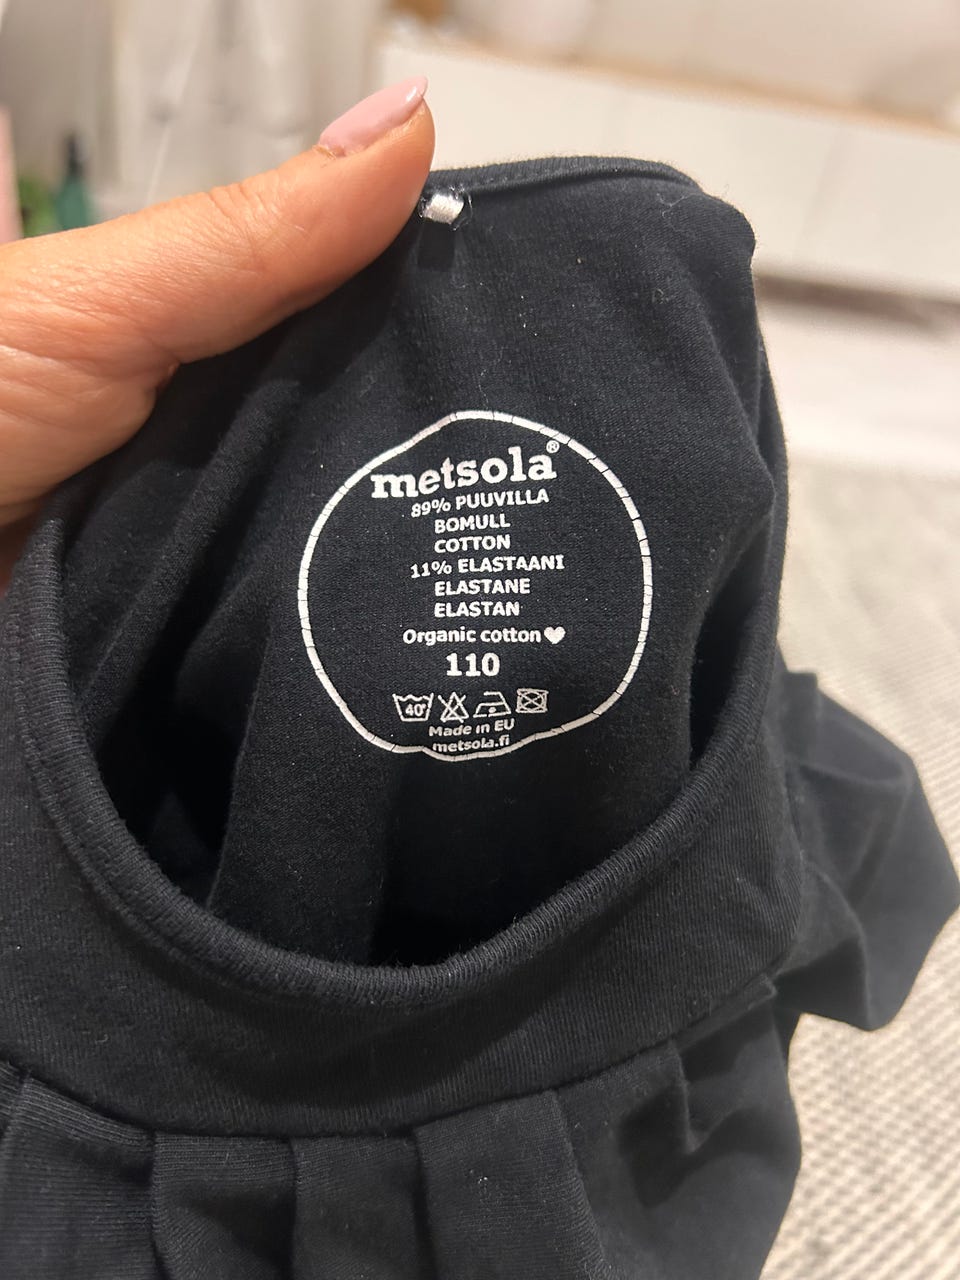 metsola®
89% PUUVILLA
BOMULL
COTTON
11% ELASTAANI
ELASTANE
ELASTAN
Organic cotton♥
110
40°
Made in EU
metsola.fi